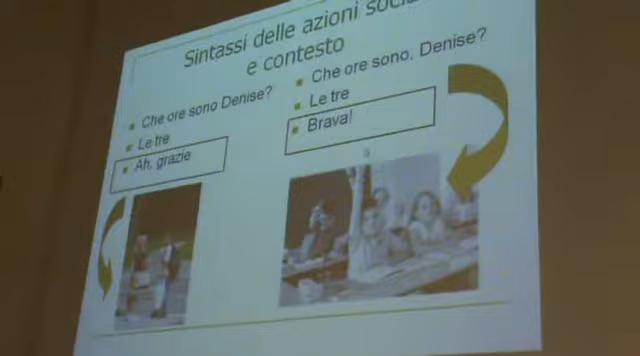 Sintassi delle azioni
e contesto
Che ore sono Denise?
Le tre
Ah, grazie
Che ore sono, Denise?
Le tre
Brava!